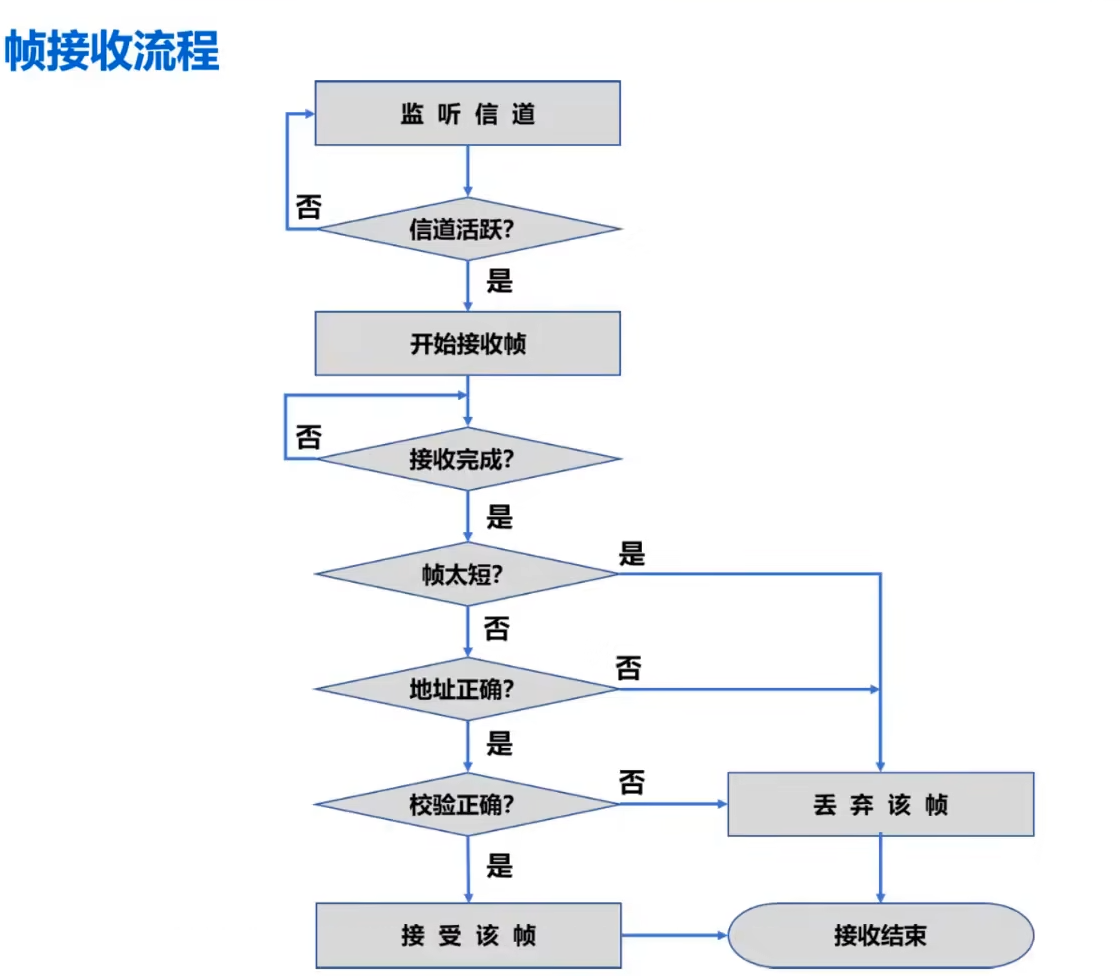 帧接收流程
监 听 信 道
否
信道活跃?
是
开始接收帧
否
接收完成?
是
帧太短?
是
否
地址正确?
否
是
校验正确?
否
丢 弃 该 帧
是
接 受 该 帧
接收结束